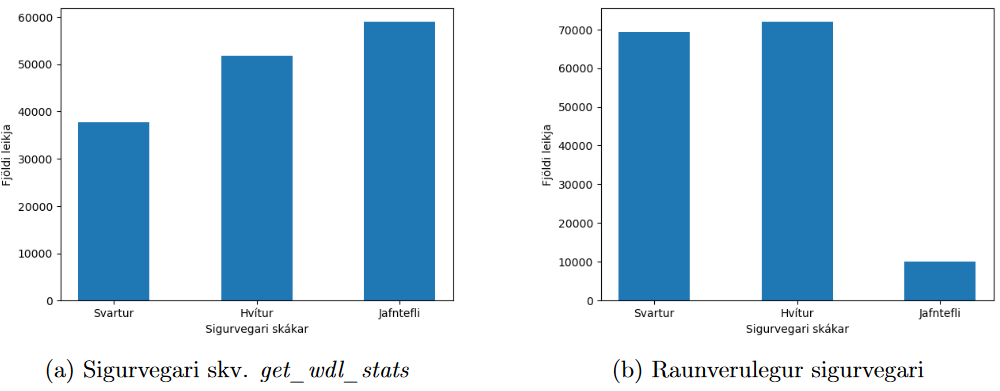 60000
50000
40000
30000
20000
10000
0
Fjöldi leikja
Svartur Hvítur Jafntefli
Sigurvegari skákar
(a) Sigurvegari skv. get_wdl_stats
70000
60000
50000
40000
30000
20000
10000
0
Fjöldi leikja
Svartur Hvítur Jafntefli
Sigurvegari skákar
(b) Raunverulegur sigurvegari